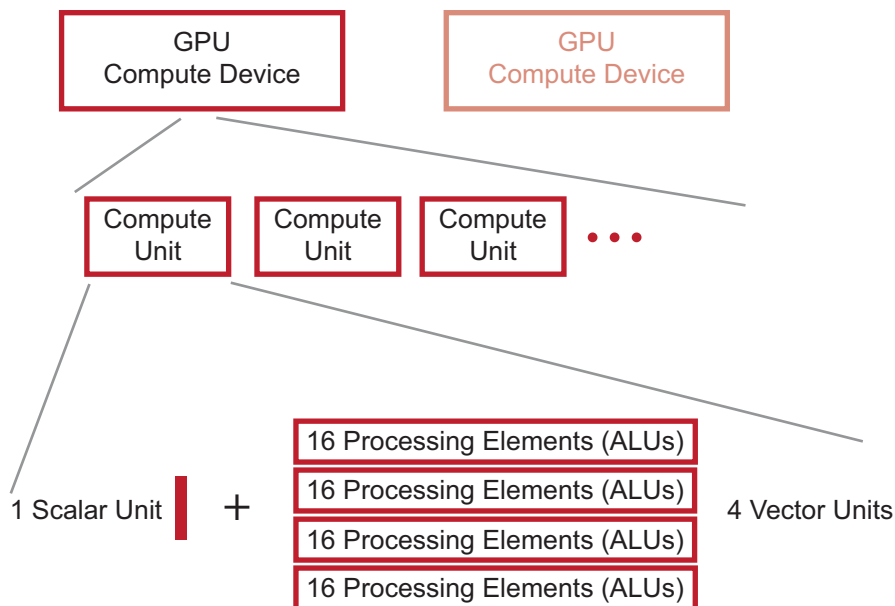 GPU
Compute Device
GPU
Compute Device
Compute
Unit
Compute
Unit
Compute
Unit
16 Processing Elements (ALUs)
16 Processing Elements (ALUs)
1 Scalar Unit
+
4 Vector Units
16 Processing Elements (ALUs)
16 Processing Elements (ALUs)